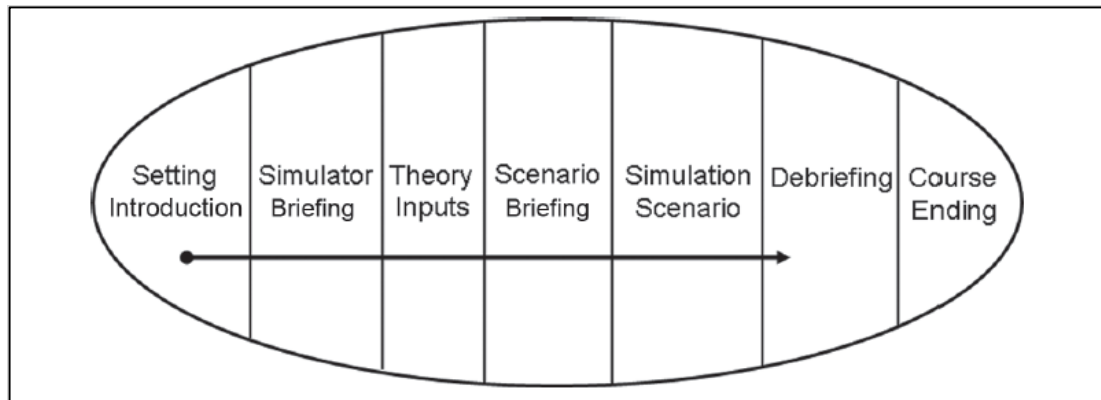 Setting
Introduction
Simulator
Briefing
Theory
Inputs
Scenario
Briefing
Simulation
Scenario
Debriefing
Course
Ending